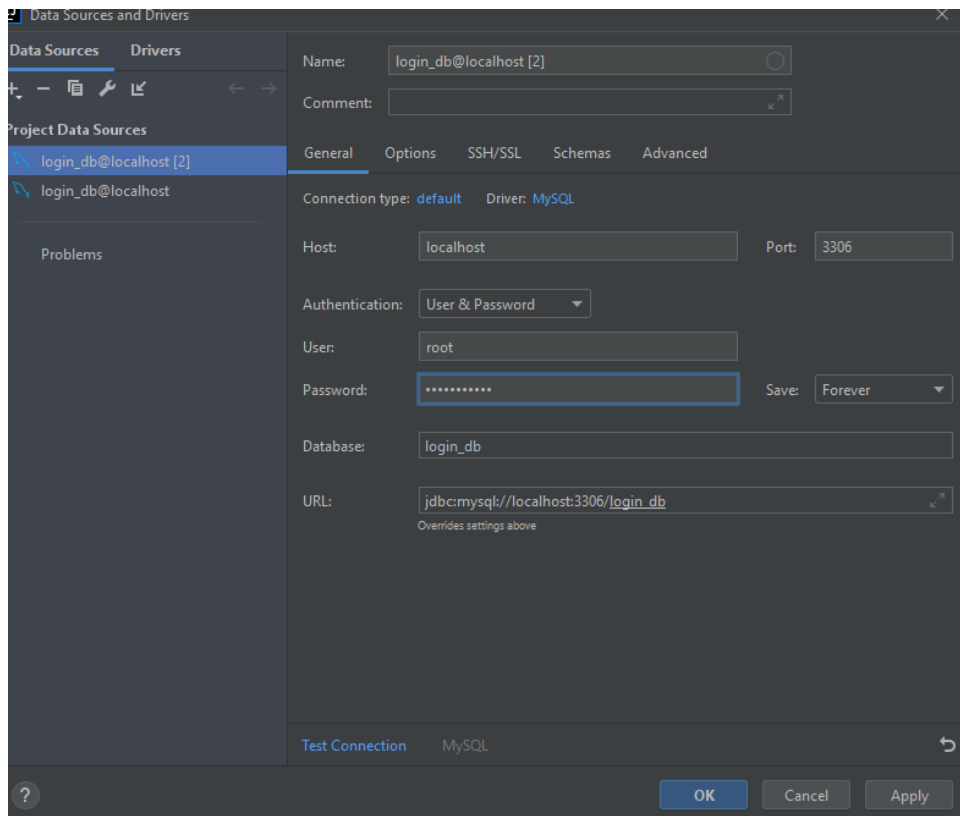 Data Sources and Drivers
Data Sources Drivers
Project Data Sources
login_db@localhost [2]
login_db@localhost
Problems
Name: login_db@localhost [2]
Comment:
General Options SSH/SSL Schemas Advanced
Connection type: default Driver: MySQL
Host: localhost Port: 3306
Authentication: User & Password
User: root
Password: ••••••••••• Save: Forever
Database: login_db
URL: jdbc:mysql://localhost:3306/login_db
Overrides settings above
Test Connection MySQL
? OK Cancel Apply